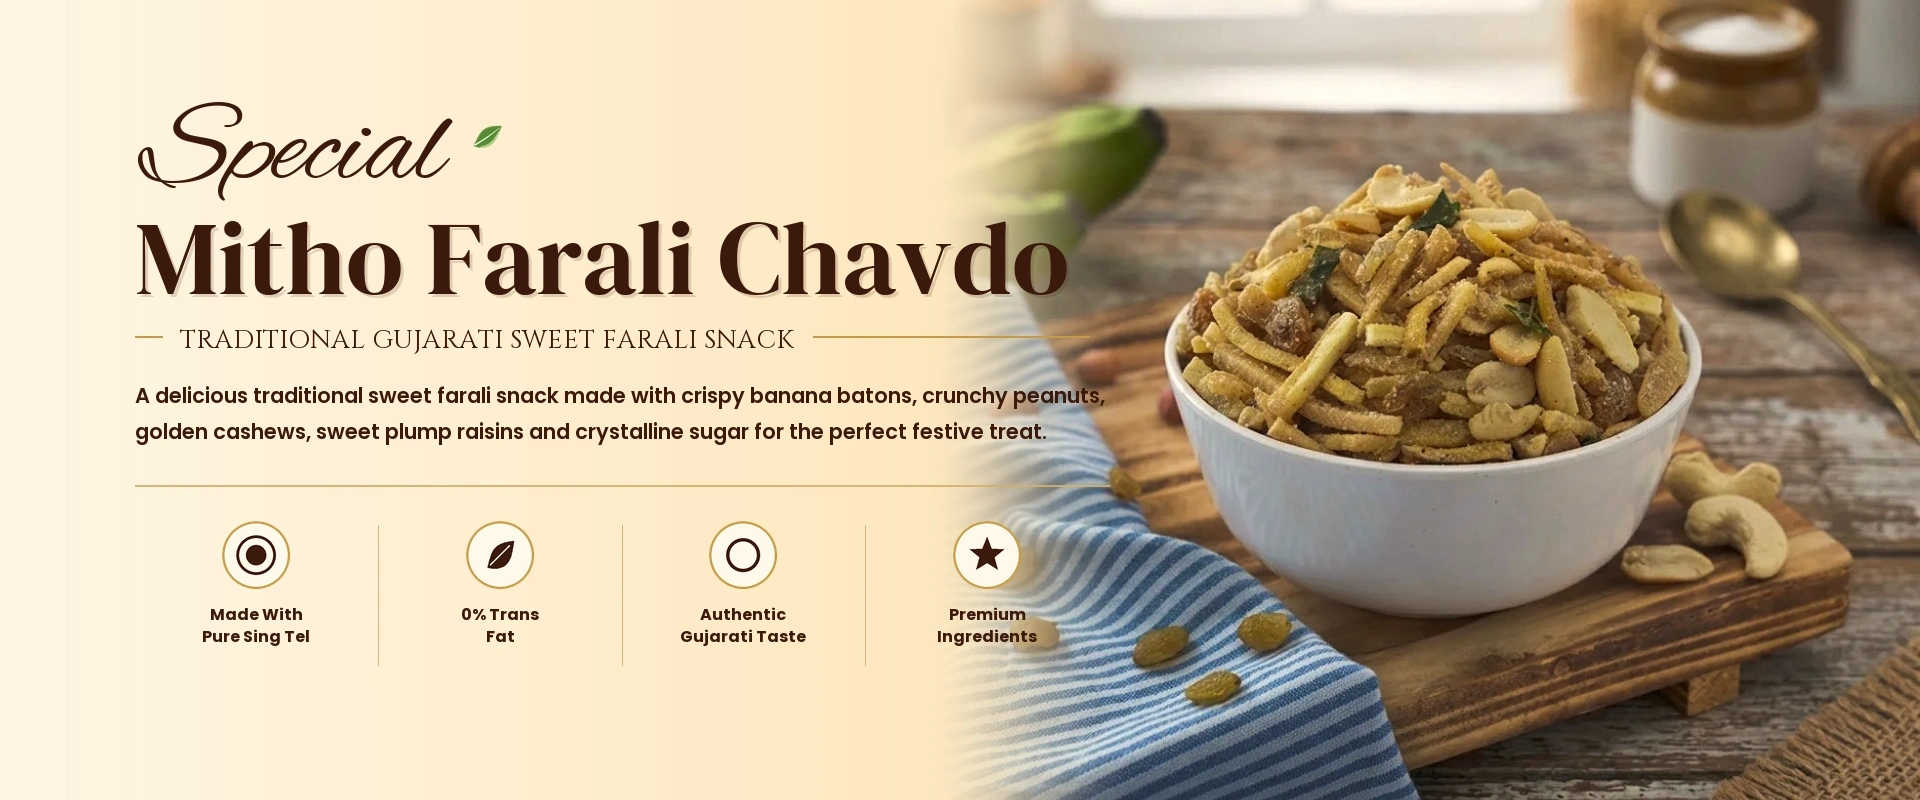 Special
Mitho Farali Chavdo
TRADITIONAL GUJARATI SWEET FARALI SNACK
A delicious traditional sweet farali snack made with crispy banana batons, crunchy peanuts,
golden cashews, sweet plump raisins and crystalline sugar for the perfect festive treat.
Made With
Pure Sing Tel
0% Trans
Fat
Authentic
Gujarati Taste
Premium
Ingredients